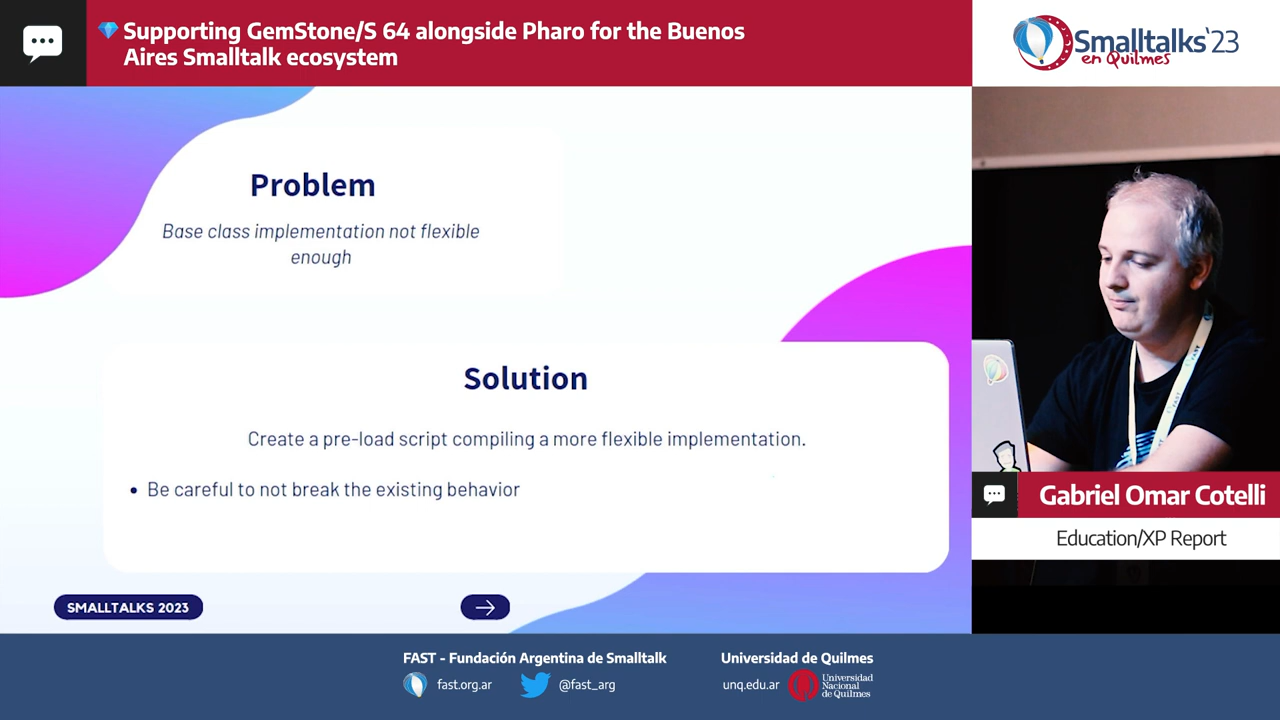 Supporting GemStone/S 64 alongside Pharo for the Buenos
Aires Smalltalk ecosystem
Smalltalks'23
en Quilmes
Problem
Base class implementation not flexible
enough
Solution
Create a pre-load script compiling a more flexible implementation.
• Be careful to not break the existing behavior
SMALLTALKS 2023
FAST
Gabriel Omar Cotelli
Education/XP Report
FAST - Fundación Argentina de Smalltalk
fast.org.ar
@fast_arg
Universidad de Quilmes
unq.edu.ar
Universidad
Nacional
de Quilmes